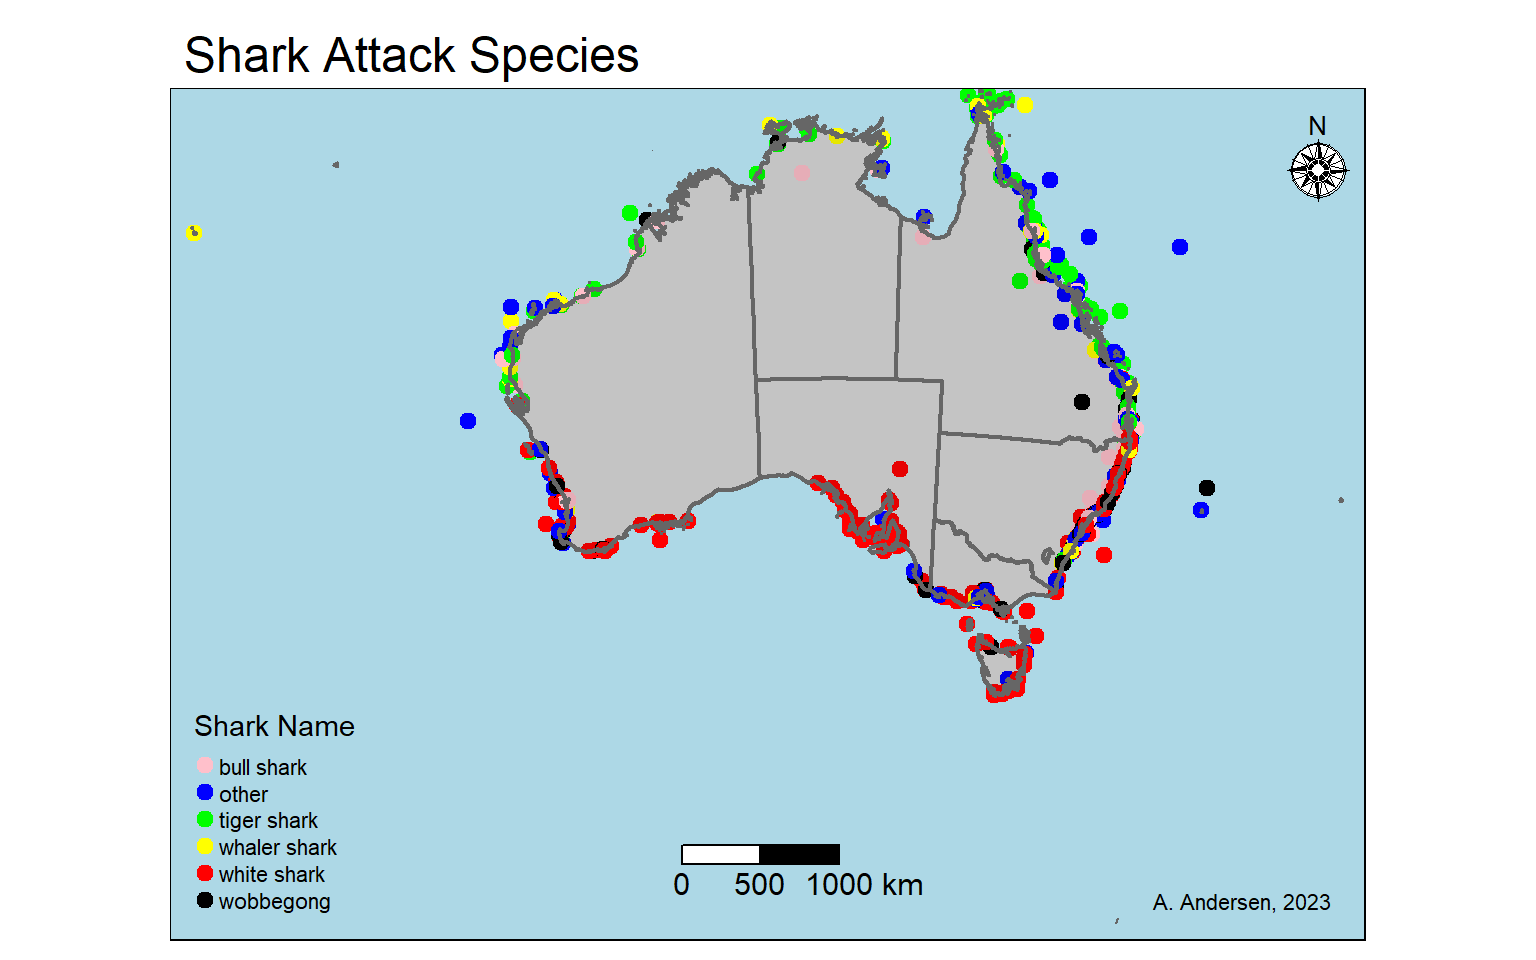 Shark Attack Species
N
Shark Name
bull shark
other
tiger shark
whaler shark
white shark
wobbegong
0 500 1000 km
A. Andersen, 2023